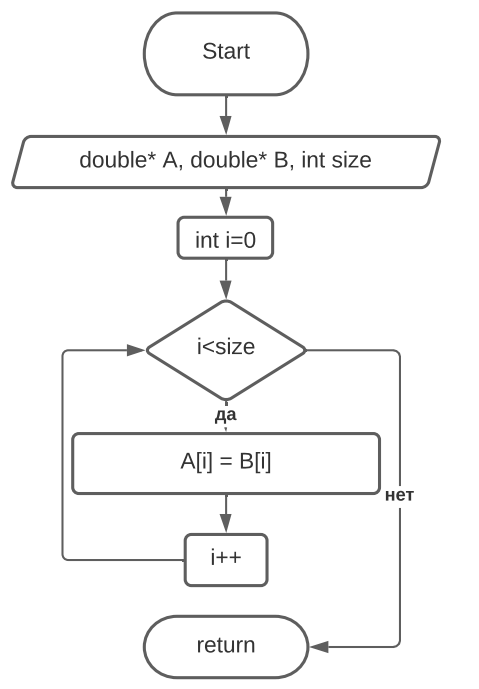 Start
double* A, double* B, int size
int i=0
i<size
да
A[i] = B[i]
нет
i++
return